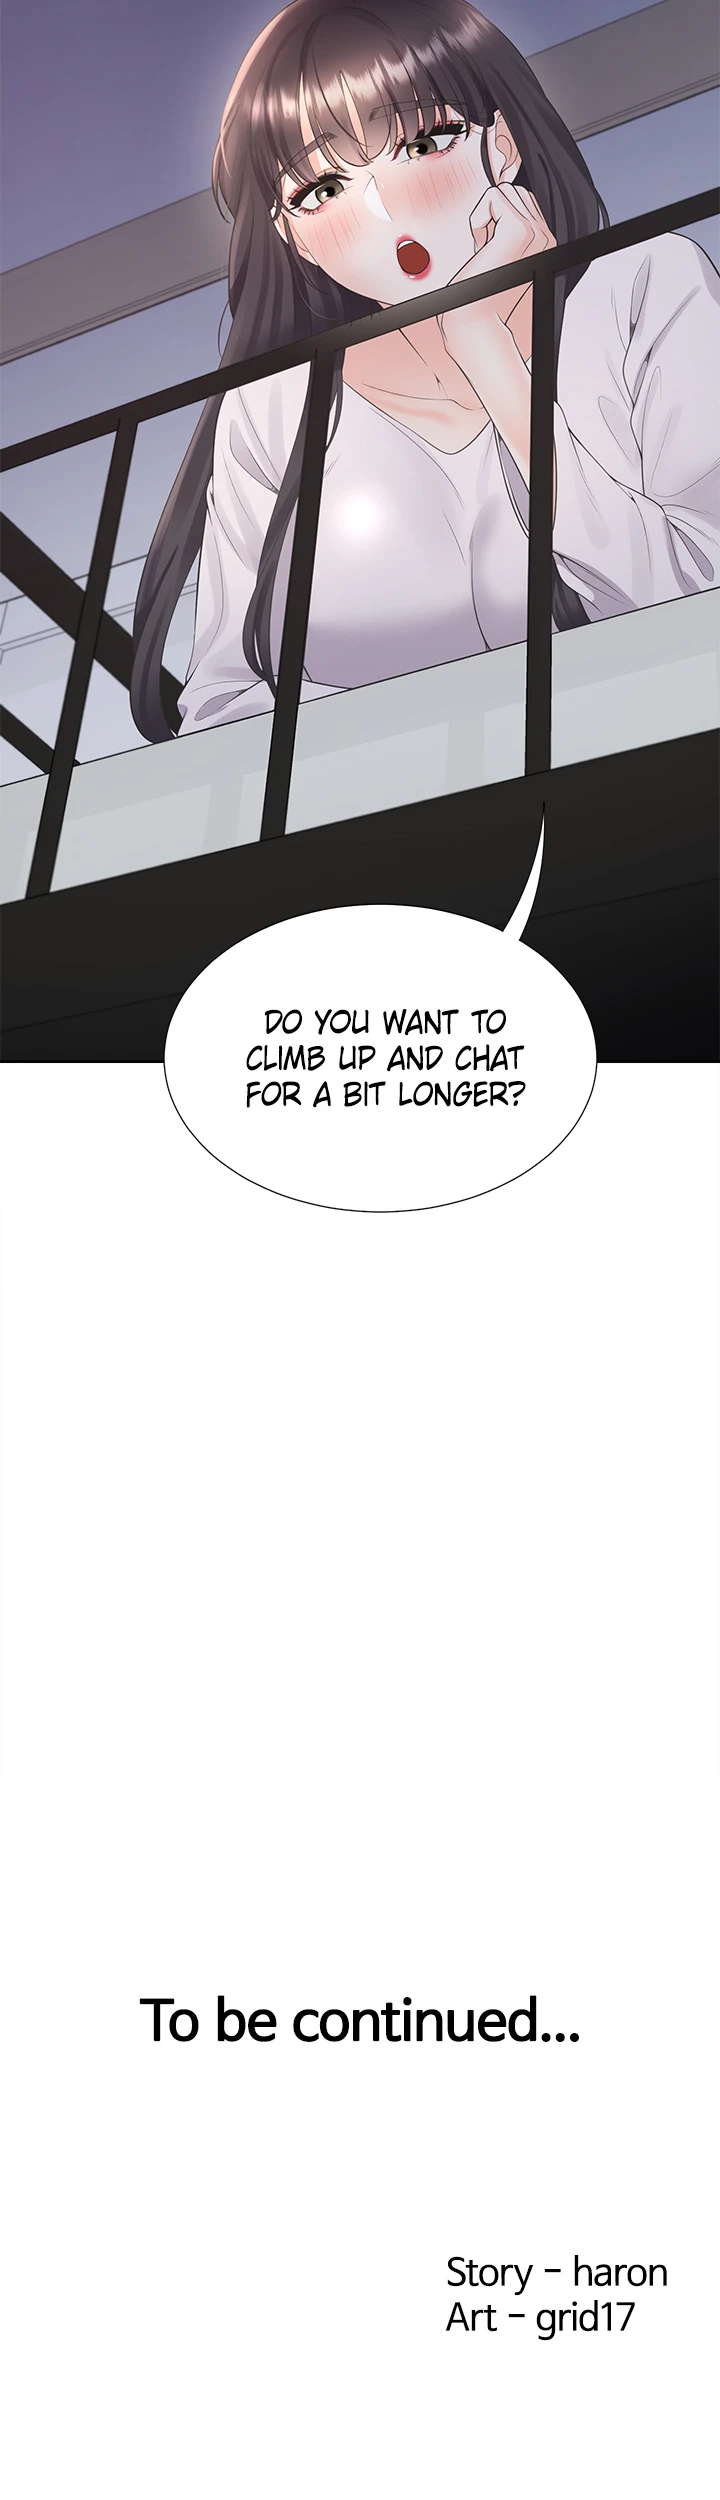 DO YOU WANT TO
CLIMB UP AND CHAT
FOR A BIT LONGER?
To be continued...
Story - haron
Art - grid17